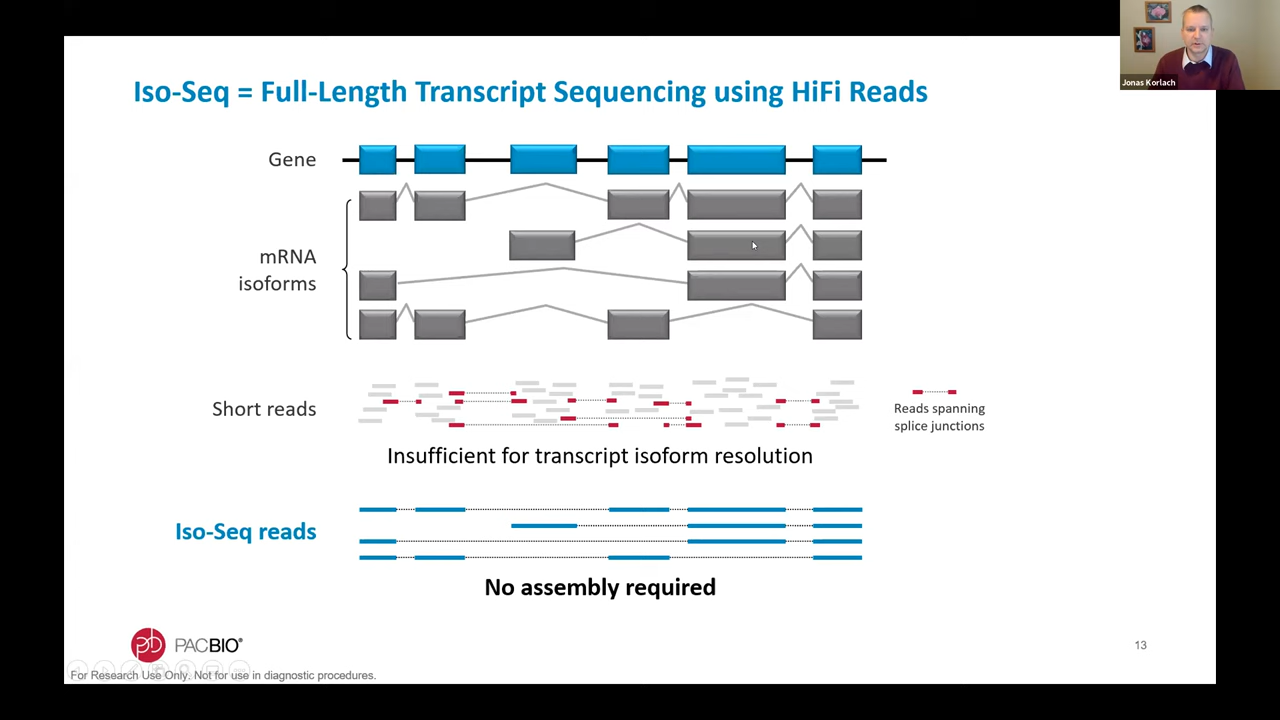 Jonas Korlach
Iso-Seq = Full-Length Transcript Sequencing using HiFi Reads
Gene
mRNA
isoforms
Short reads
Reads spanning
splice junctions
Insufficient for transcript isoform resolution
Iso-Seq reads
No assembly required
PACBIO®
13
For Research Use Only. Not for use in diagnostic procedures.